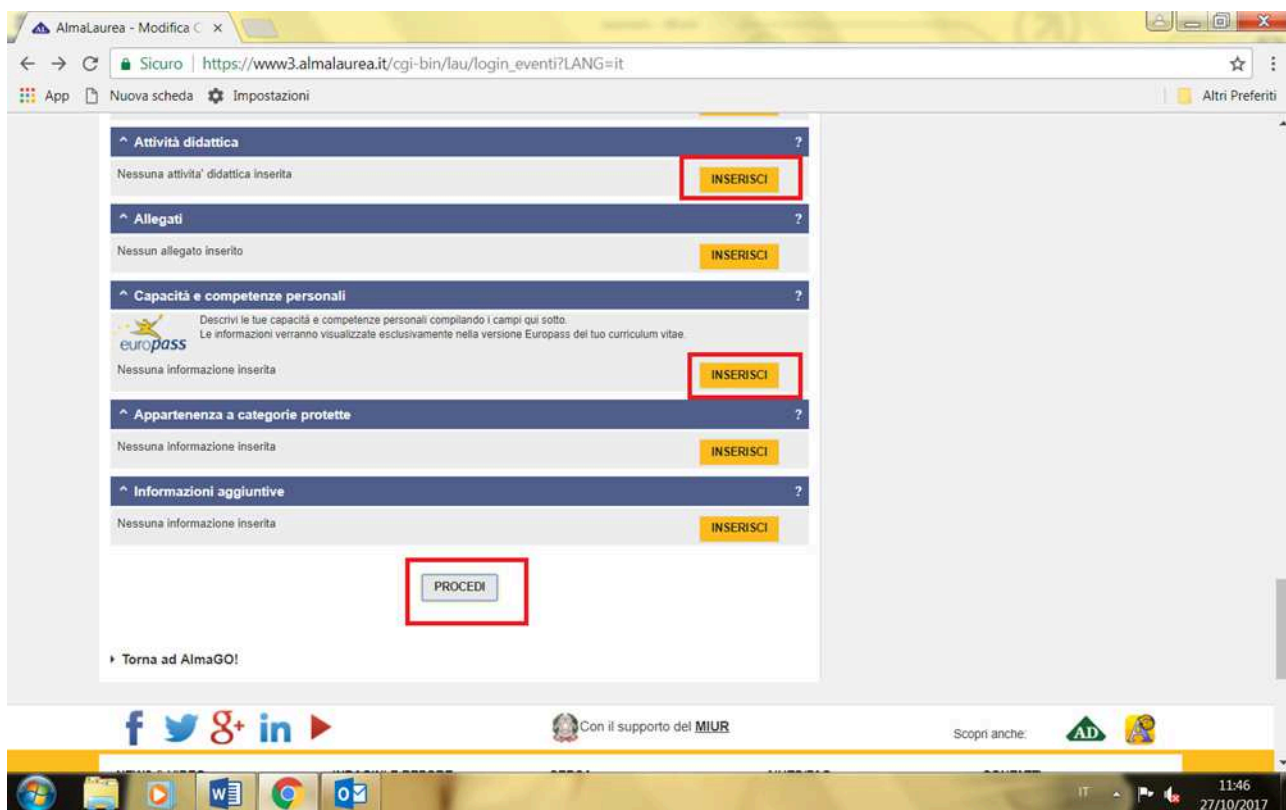 AlmaLaurea - Modifica C
Sicuro https://www3.almalaurea.it/cgi-bin/lau/login_eventi?LANG=it
App Nuova scheda Impostazioni Altri Preferiti
^ Attività didattica ?
Nessuna attivita' didattica inserita INSERISCI
^ Allegati ?
Nessun allegato inserito INSERISCI
^ Capacità e competenze personali ?
europass
Descrivi le tue capacità e competenze personali compilando i campi qui sotto.
Le informazioni verranno visualizzate esclusivamente nella versione Europass del tuo curriculum vitae.
Nessuna informazione inserita INSERISCI
^ Appartenenza a categorie protette ?
Nessuna informazione inserita INSERISCI
^ Informazioni aggiuntive ?
Nessuna informazione inserita INSERISCI
PROCEDI
Torna ad AlmaGO!
Con il supporto del MIUR Scopri anche: AD
IT 11:46
27/10/2017